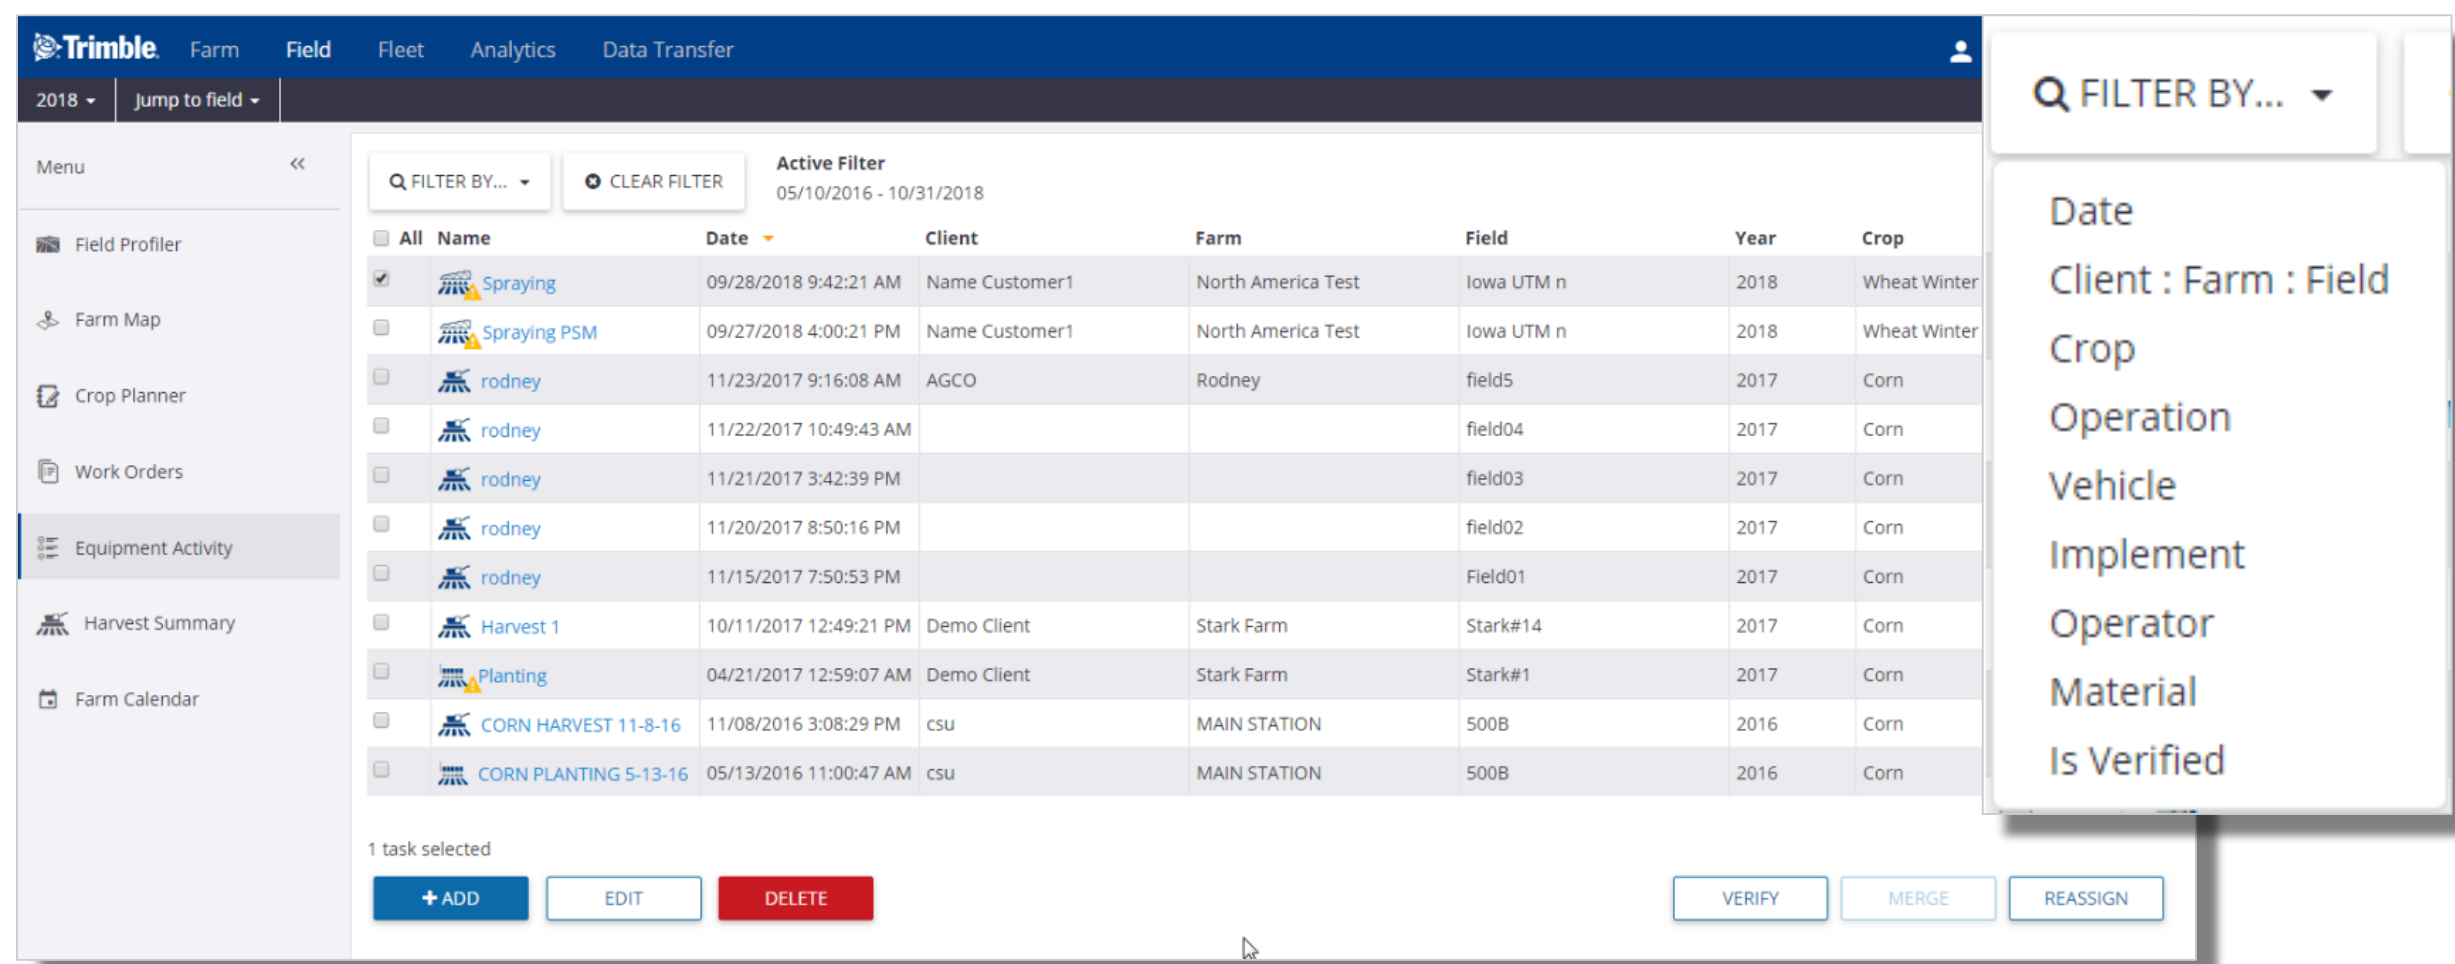 Trimble. Farm Field Fleet Analytics Data Transfer
2018 Jump to field
Menu
Field Profiler
Farm Map
Crop Planner
Work Orders
Equipment Activity
Harvest Summary
Farm Calendar
FILTER BY... CLEAR FILTER
Active Filter
05/10/2016 - 10/31/2018
All Name Date Client Farm Field Year Crop
Spraying 09/28/2018 9:42:21 AM Name Customer1 North America Test Iowa UTM n 2018 Wheat Winter
Spraying PSM 09/27/2018 4:00:21 PM Name Customer1 North America Test Iowa UTM n 2018 Wheat Winter
rodney 11/23/2017 9:16:08 AM AGCO Rodney field5 2017 Corn
rodney 11/22/2017 10:49:43 AM field04 2017 Corn
rodney 11/21/2017 3:42:39 PM field03 2017 Corn
rodney 11/20/2017 8:50:16 PM field02 2017 Corn
rodney 11/15/2017 7:50:53 PM Field01 2017 Corn
Harvest 1 10/11/2017 12:49:21 PM Demo Client Stark Farm Stark#14 2017 Corn
Planting 04/21/2017 12:59:07 AM Demo Client Stark Farm Stark#1 2017 Corn
CORN HARVEST 11-8-16 11/08/2016 3:08:29 PM csu MAIN STATION 500B 2016 Corn
CORN PLANTING 5-13-16 05/13/2016 11:00:47 AM csu MAIN STATION 500B 2016 Corn
1 task selected
+ ADD EDIT DELETE VERIFY MERGE REASSIGN
FILTER BY...
Date
Client : Farm : Field
Crop
Operation
Vehicle
Implement
Operator
Material
Is Verified